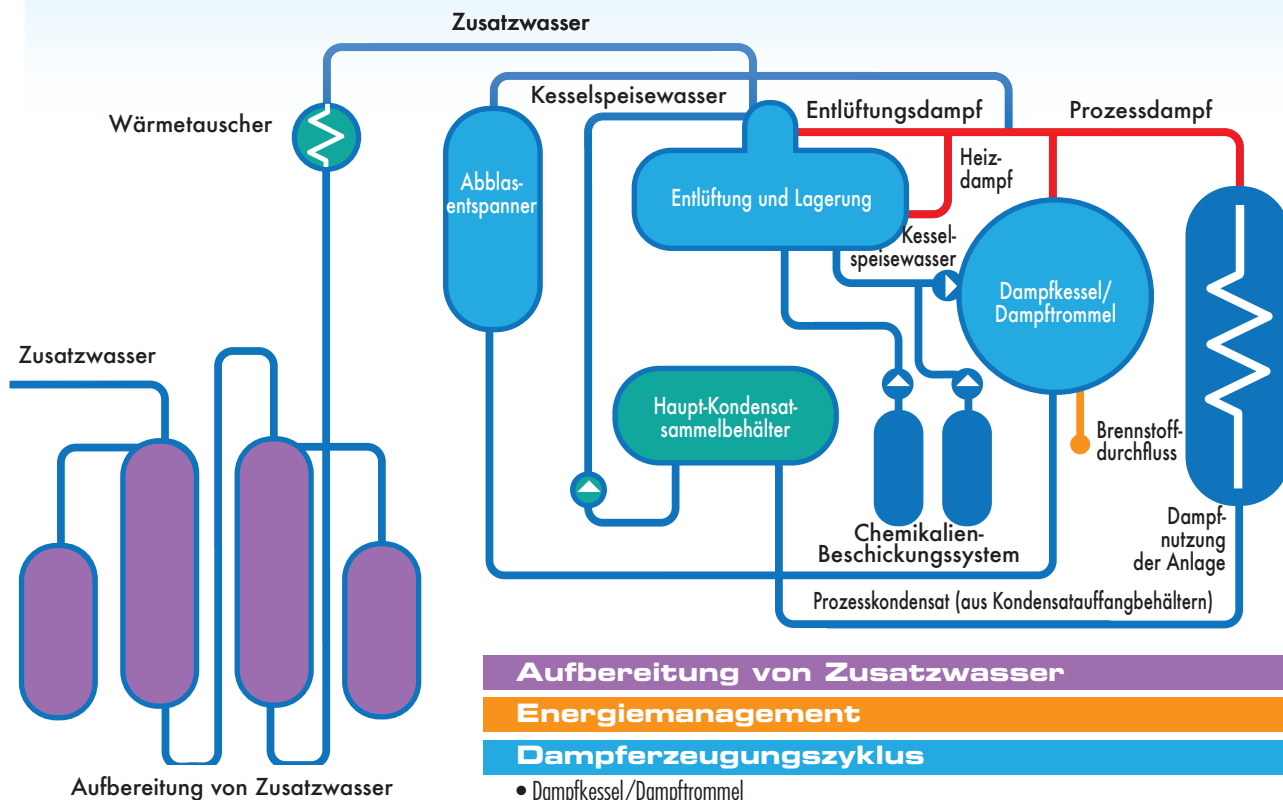 Zusatzwasser
Kesselspeisewasser
Entlüftungsdampf
Prozessdampf
Wärmetauscher
Heiz-
dampf
Abblas-
entspanner
Entlüftung und Lagerung
Kessel-
speisewasser
Dampfkessel/
Dampftrommel
Zusatzwasser
Haupt-Kondensat-
sammelbehälter
Brennstoff-
durchfluss
Chemikalien-
Beschickungssystem
Dampf-
nutzung
der Anlage
Prozesskondensat (aus Kondensatauffangbehältern)
Aufbereitung von Zusatzwasser
Aufbereitung von Zusatzwasser
Energiemanagement
Dampferzeugungszyklus
• Dampfkessel/Dampftrommel